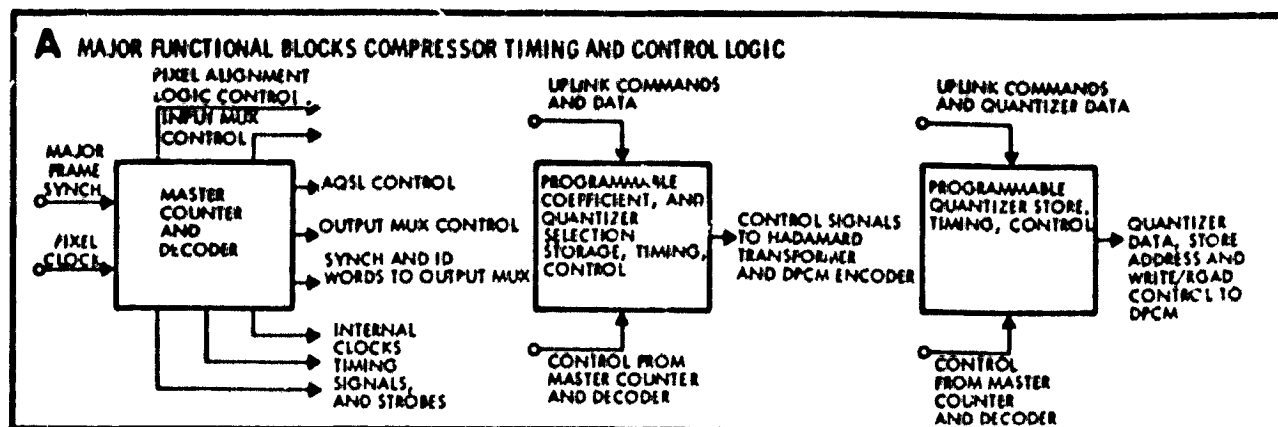 A MAJOR FUNCTIONAL BLOCKS COMPRESSOR TIMING AND CONTROL LOGIC
PIXEL ALIGNMENT
LOGIC CONTROL
INPUT MUX
CONTROL
MAJOR
FRAME
SYNCH
PIXEL
CLOCK
MASTER
COUNTER
AND
DECODER
AQSL CONTROL
OUTPUT MUX CONTROL
SYNCH AND ID
WORDS TO OUTPUT MUX
INTERNAL
CLOCKS
TIMING
SIGNALS,
AND STROBES
UPLINK COMMANDS
AND DATA
PROGRAMMABLE
COEFFICIENT, AND
QUANTIZER
SELECTION
STORAGE, TIMING,
CONTROL
CONTROL SIGNALS
TO HADAMARD
TRANSFORMER
AND DPCM ENCODER
CONTROL FROM
MASTER COUNTER
AND DECODER
UPLINK COMMANDS
AND QUANTIZER DATA
PROGRAMMABLE
QUANTIZER STORE,
TIMING, CONTROL
QUANTIZER
DATA, STORE
ADDRESS AND
WRITE/ROAD
CONTROL TO
DPCM
CONTROL
FROM MASTER
COUNTER
AND DECODER